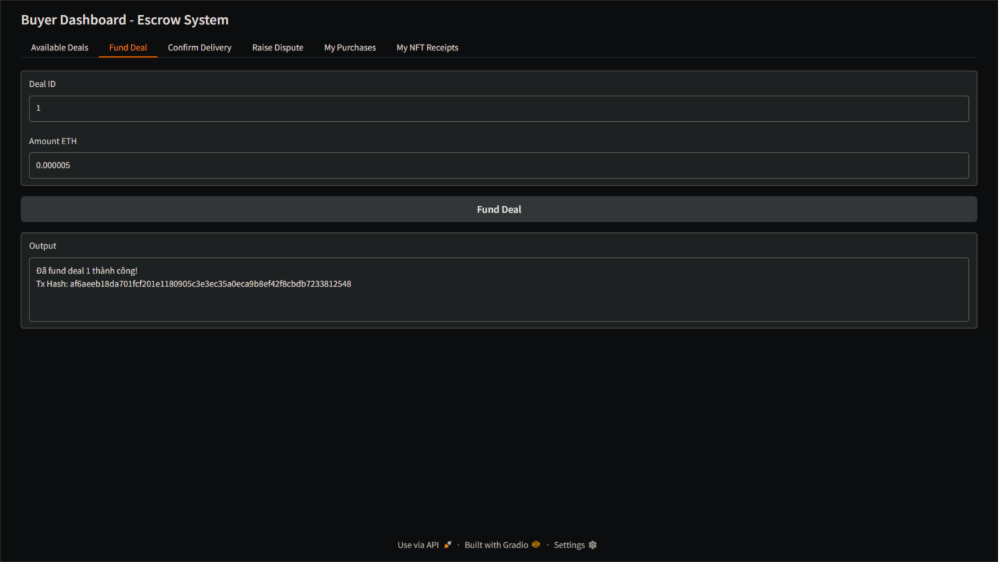 Buyer Dashboard - Escrow System
Available Deals Fund Deal Confirm Delivery Raise Dispute My Purchases My NFT Receipts
Deal ID
1
Amount ETH
0.000005
Fund Deal
Output
Đã fund deal 1 thành công!
Tx Hash: af6aeeb18da701fcf201e1180905c3e3ec35a0eca9b8ef42f8cbdb7233812548
Use via API · Built with Gradio · Settings